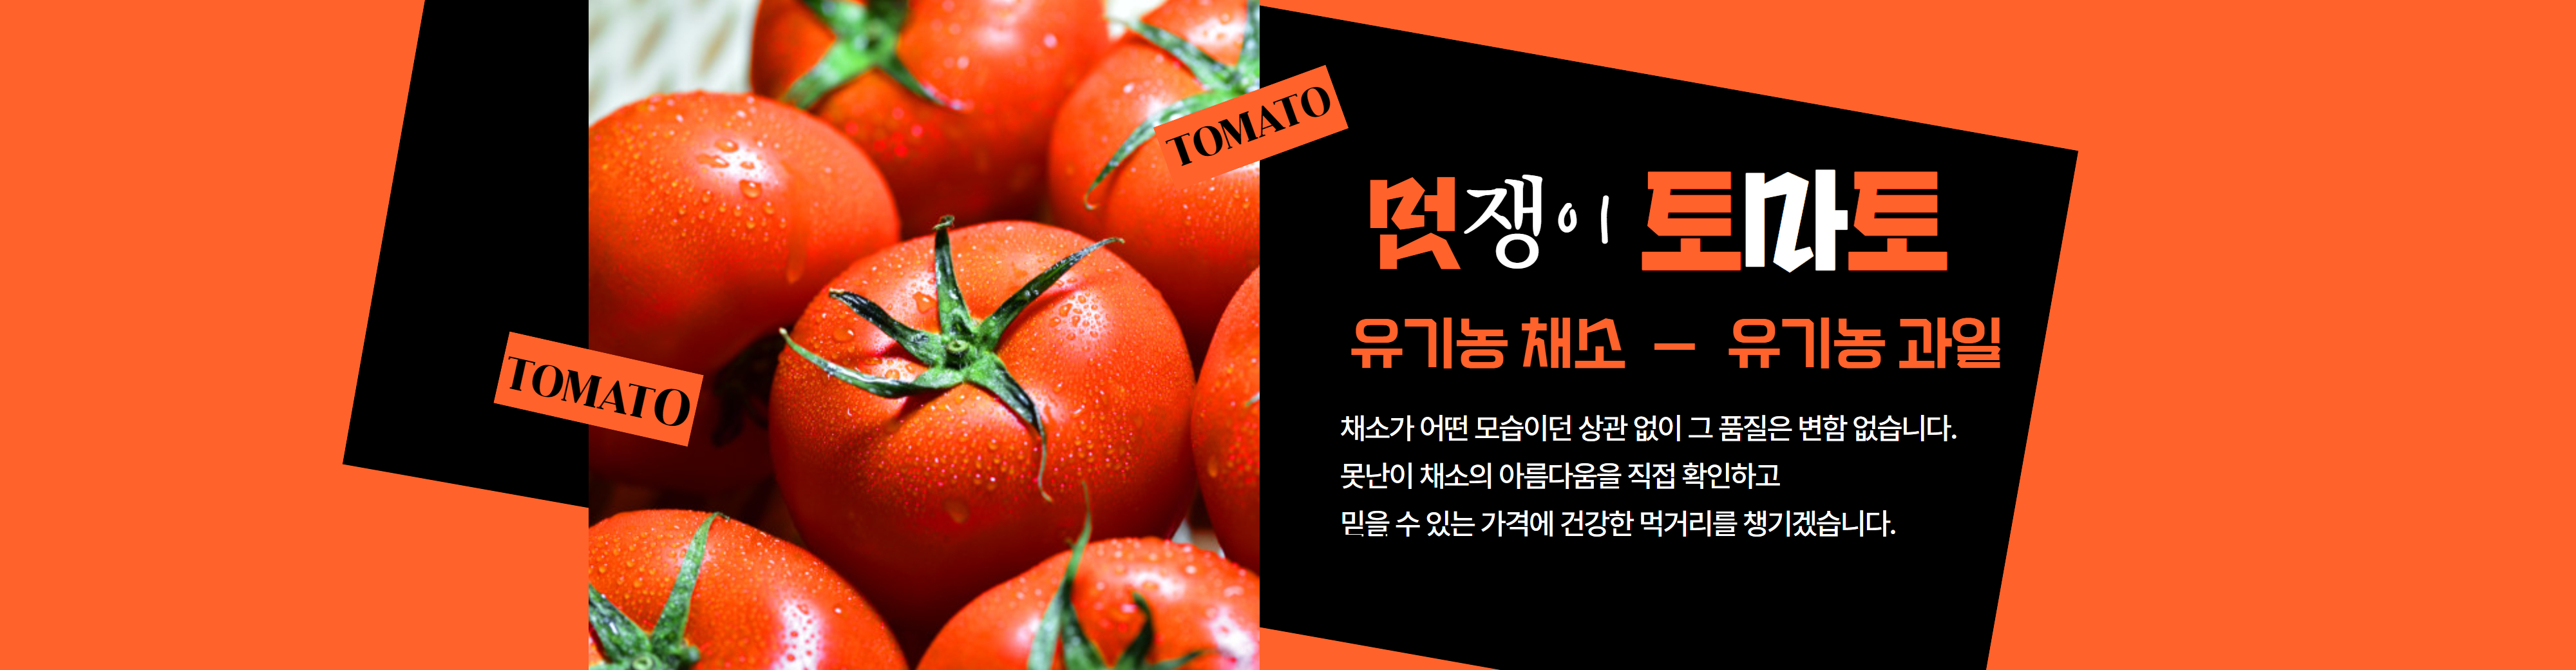 TOMATO
TOMATO
멋쟁이 토마토
유기농 채소 – 유기농 과일
채소가 어떤 모습이던 상관 없이 그 품질은 변함 없습니다.
못난이 채소의 아름다움을 직접 확인하고
믿을 수 있는 가격에 건강한 먹거리를 챙기겠습니다.